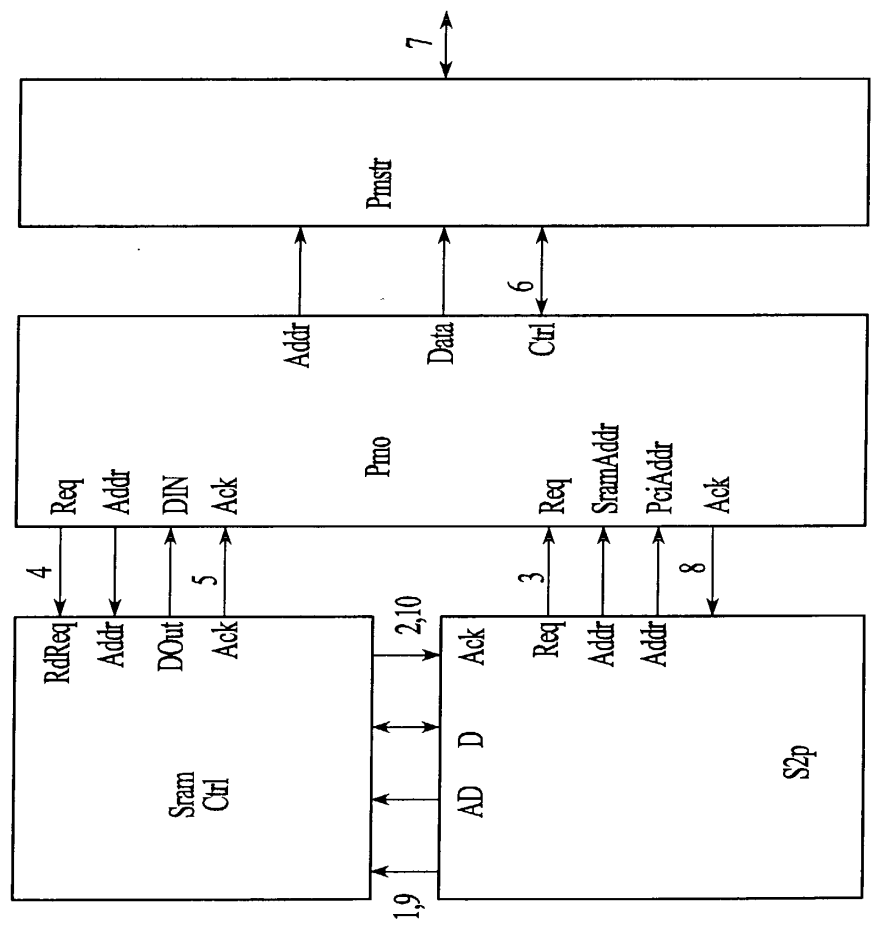 7
Pmstr
6
Addr
Data
Ctrl
Pmo
Req
Addr
DIN
Ack
Req
SramAddr
PciAddr
Ack
4
5
3
8
RdReq
Addr
DOut
Ack
2,10
Ack
Req
Addr
Addr
Sram
Ctrl
D
AD
S2p
1,9